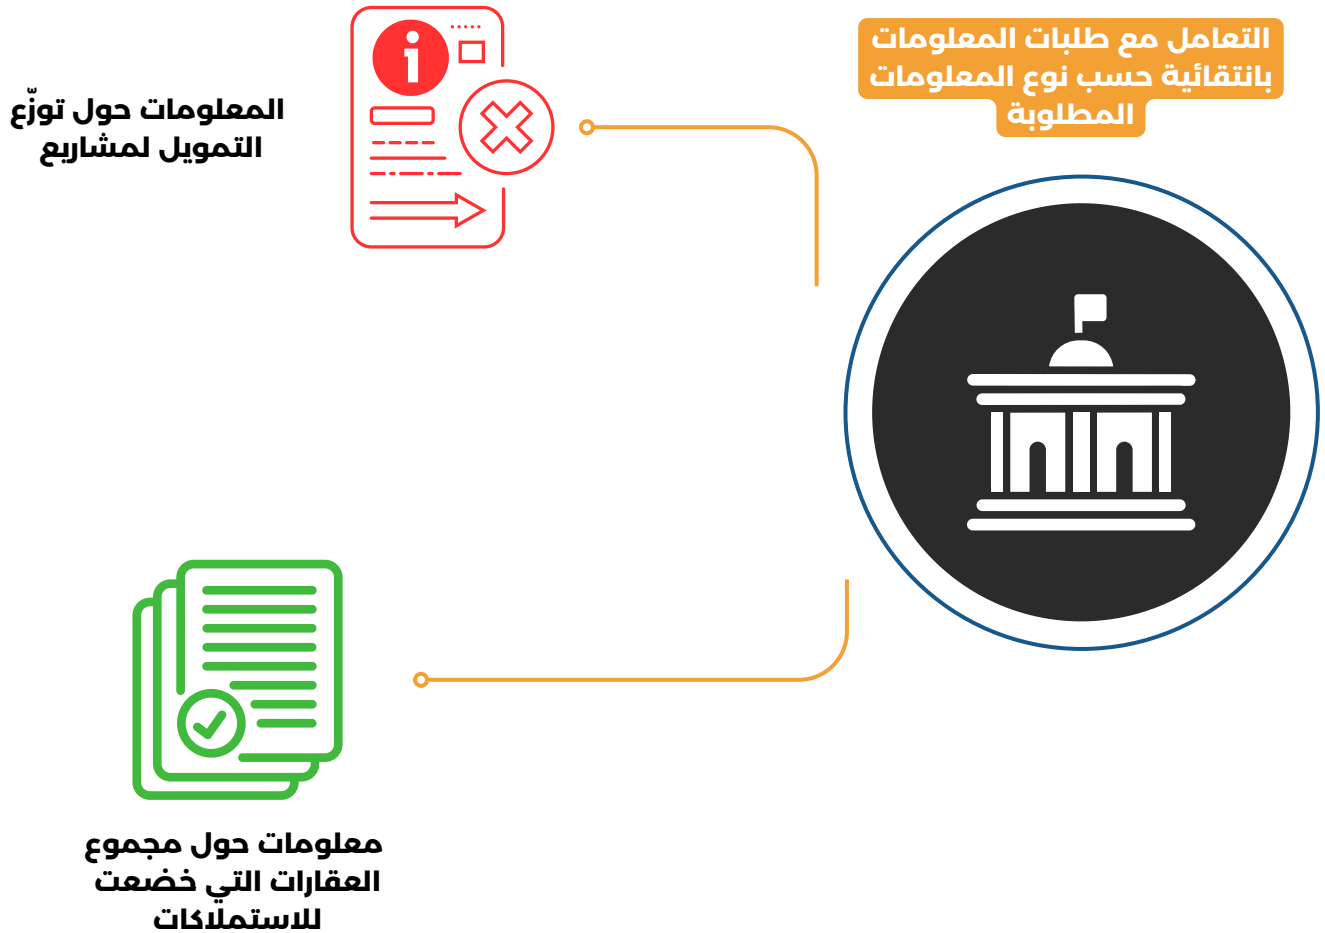 التعامل مع طلبات المعلومات
بانتقائية حسب نوع المعلومات
المطلوبة
المعلومات حول توزّع
التمويل لمشاريع
معلومات حول مجموع
العقارات التي خضعت
للاستملاكات